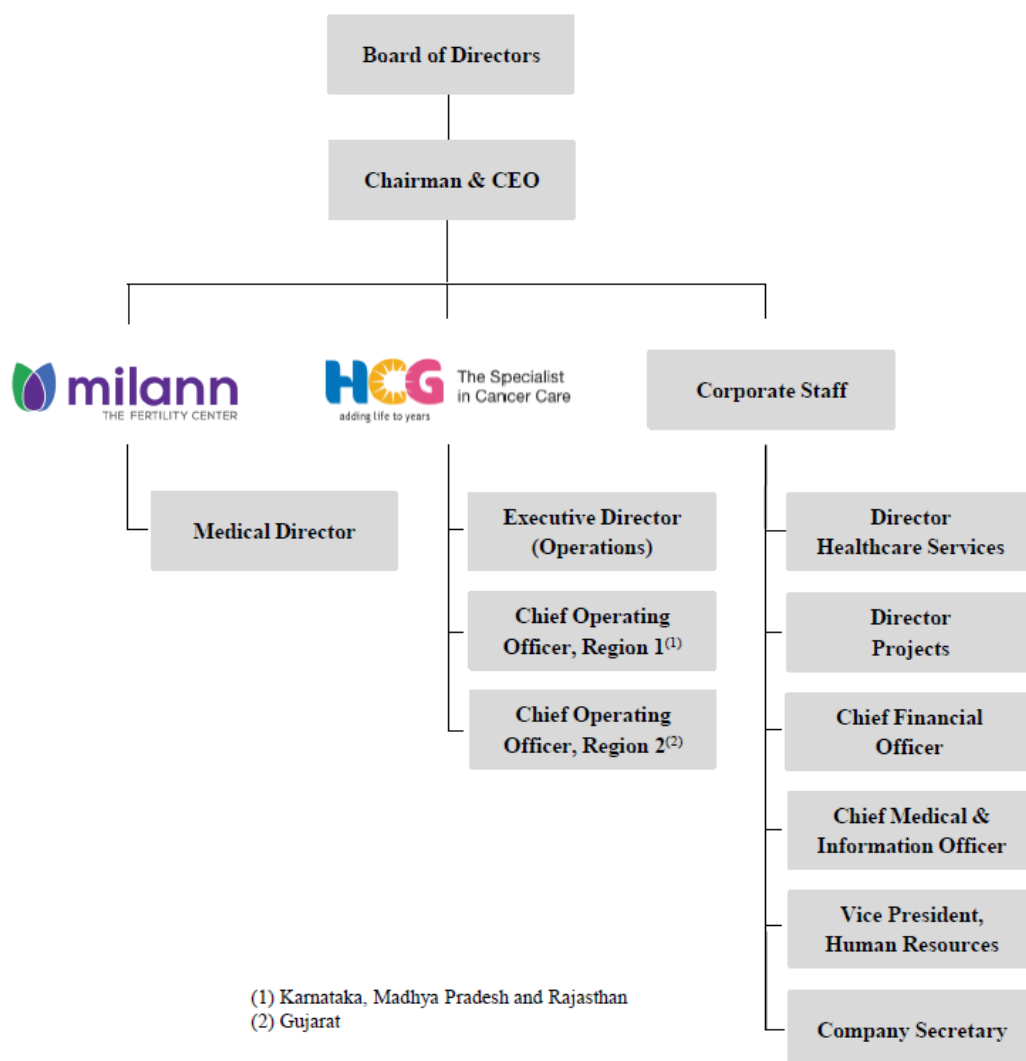 Board of Directors
Chairman & CEO
milann
THE FERTILITY CENTER
HCG
adding life to years
The Specialist
in Cancer Care
Corporate Staff
Medical Director
Executive Director
(Operations)
Chief Operating
Officer, Region 1(1)
Chief Operating
Officer, Region 2(2)
Director
Healthcare Services
Director
Projects
Chief Financial
Officer
Chief Medical &
Information Officer
Vice President,
Human Resources
Company Secretary
(1) Karnataka, Madhya Pradesh and Rajasthan
(2) Gujarat